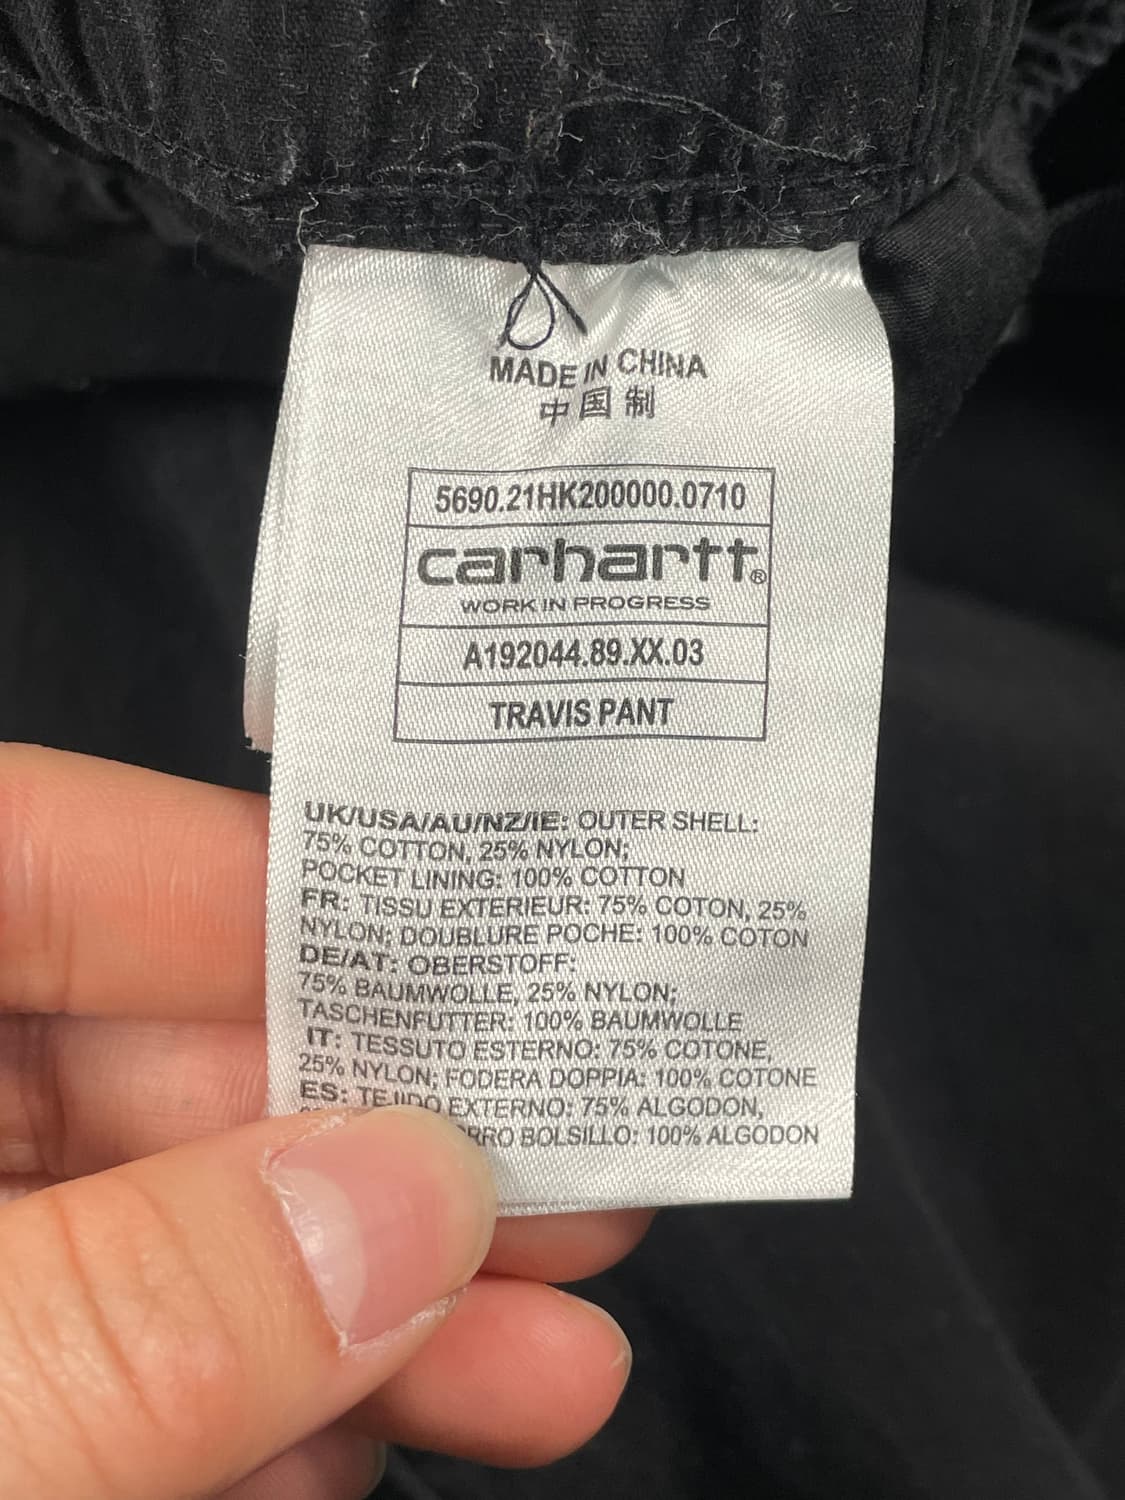 MADE IN CHINA
中国制
5690.21HK200000.0710
carhartt®
WORK IN PROGRESS
A192044.89.XX.03
TRAVIS PANT
UK/USA/AU/NZ/IE: OUTER SHELL:
75% COTTON, 25% NYLON;
POCKET LINING: 100% COTTON
FR: TISSU EXTERIEUR: 75% COTON, 25%
NYLON; DOUBLURE POCHE: 100% COTON
DE/AT: OBERSTOFF:
75% BAUMWOLLE, 25% NYLON;
TASCHENFUTTER: 100% BAUMWOLLE
IT: TESSUTO ESTERNO: 75% COTONE,
25% NYLON; FODERA DOPPIA: 100% COTONE
ES: TEJIDO EXTERNO: 75% ALGODON,
BOLSILLO: 100% ALGODON